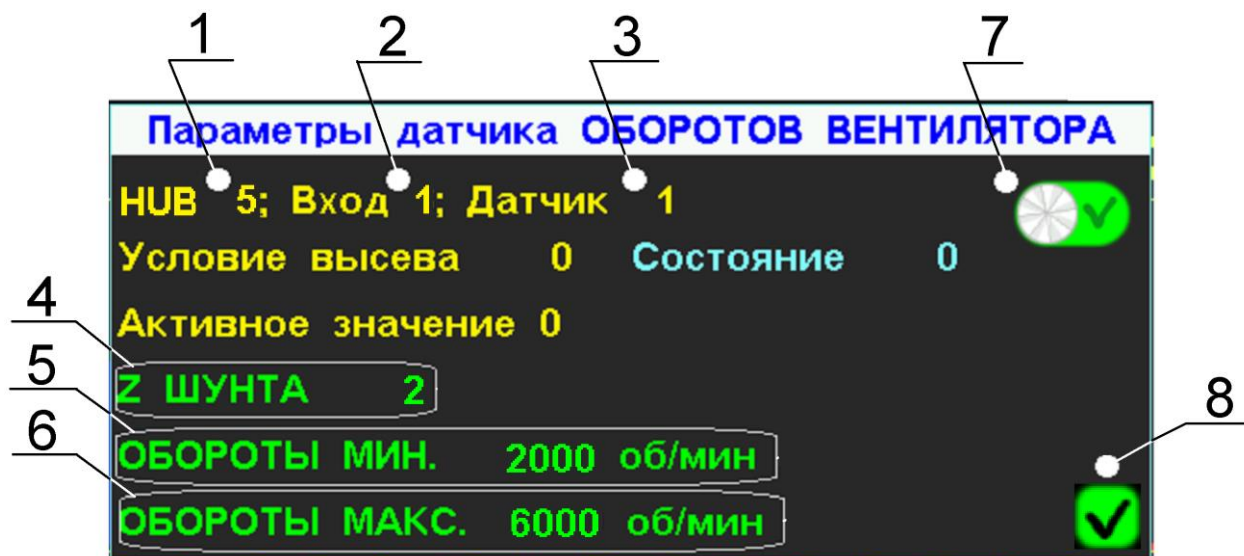 1 2 3 7
Параметры датчика ОБОРОТОВ ВЕНТИЛЯТОРА
HUB 5; Вход 1; Датчик 1
Условие высева 0 Состояние 0
Активное значение 0
4
Z ШУНТА 2
5
ОБОРОТЫ МИН. 2000 об/мин
6
ОБОРОТЫ МАКС. 6000 об/мин
8